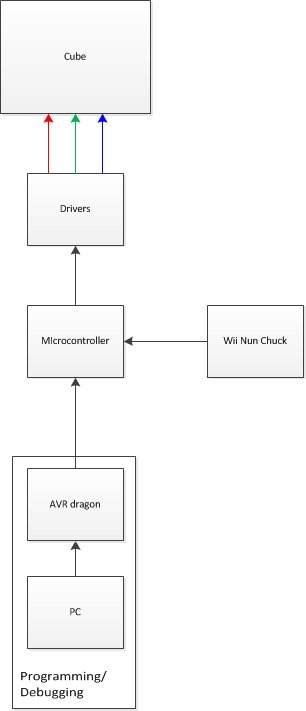 Cube
Drivers
MIcrocontroller
Wii Nun Chuck
AVR dragon
PC
Programming/
Debugging